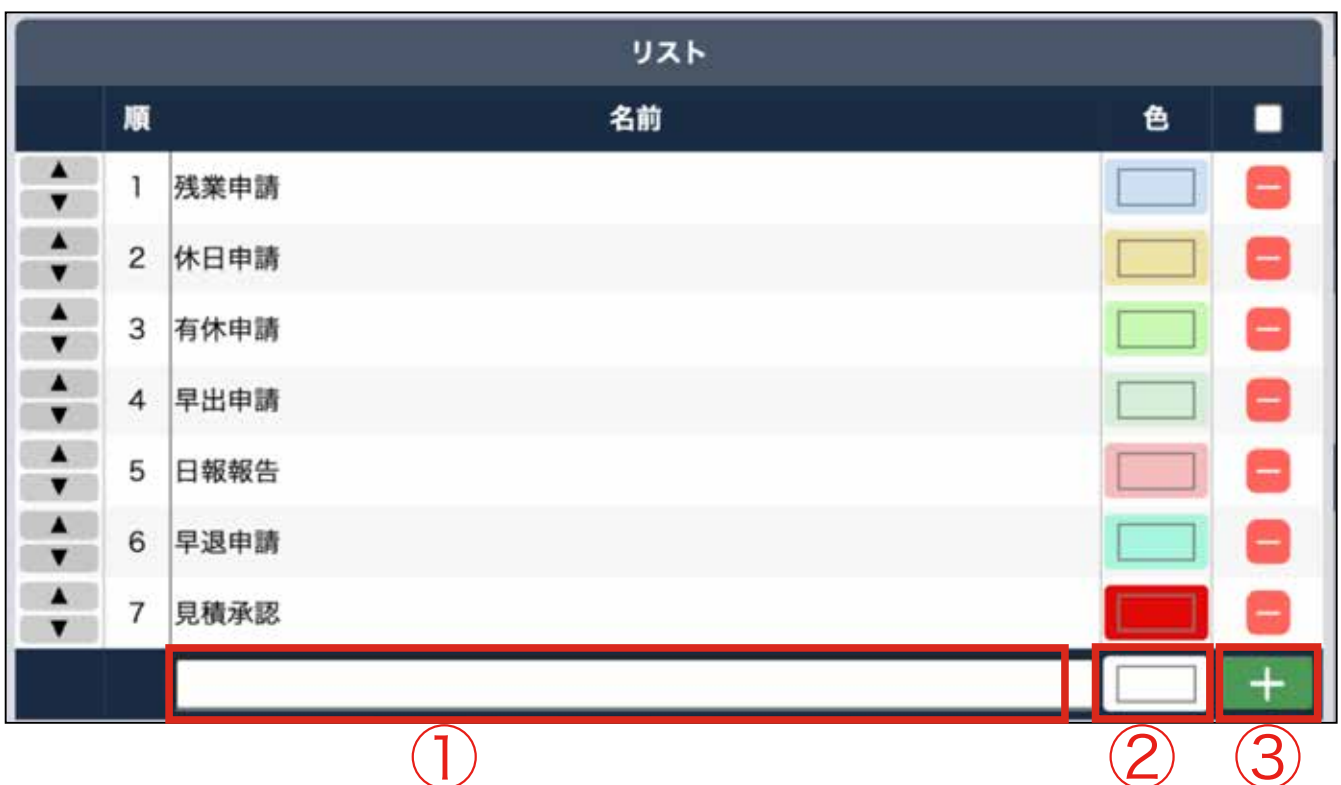 リスト
順 名前 色
▲
▼
1 残業申請 −
▲
▼
2 休日申請 −
▲
▼
3 有休申請 −
▲
▼
4 早出申請 −
▲
▼
5 日報報告 −
▲
▼
6 早退申請 −
▲
▼
7 見積承認 −
+
① ② ③